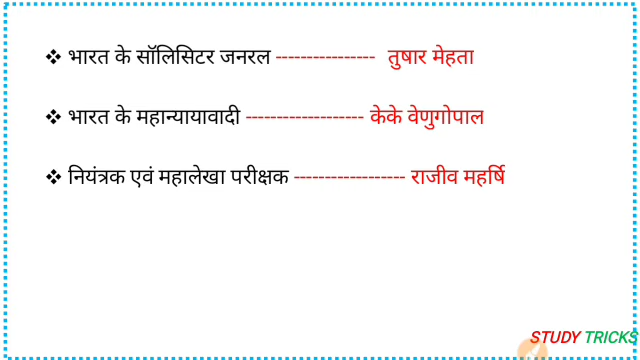 ❖ भारत के सॉलिसिटर जनरल ---------------- तुषार मेहता
❖ भारत के महान्यायावादी ------------------- केके वेणुगोपाल
❖ नियंत्रक एवं महालेखा परीक्षक ------------------ राजीव महर्षि
STUDY TRICKS